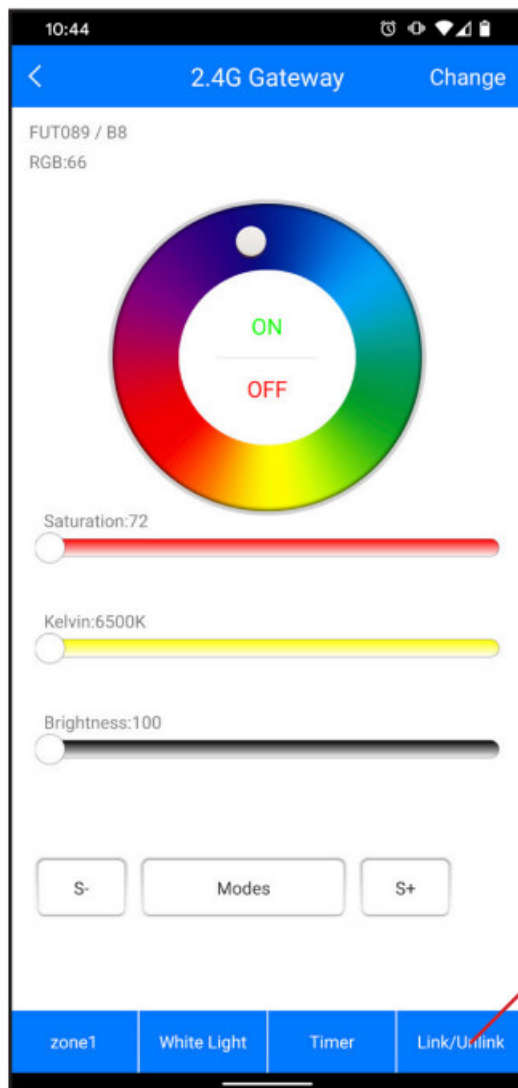 10:44
2.4G Gateway Change
FUT089 / B8
RGB:66
ON
OFF
Saturation:72
Kelvin:6500K
Brightness:100
S- Modes S+
zone1 White Light Timer Link/Unlink